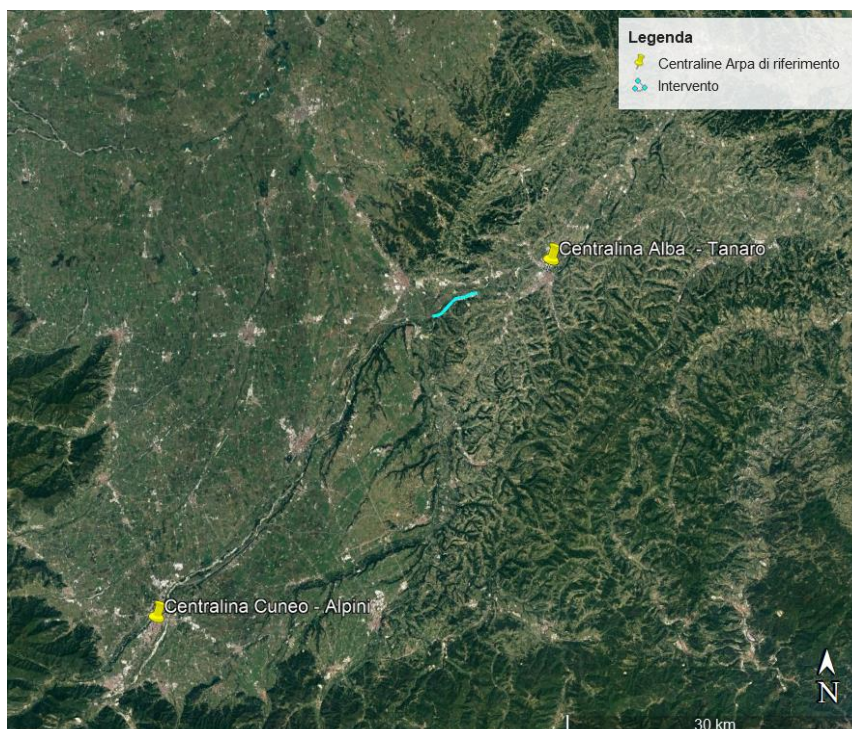 Legenda
Centraline Arpa di riferimento
Intervento
Centralina Alba - Tanaro
Centralina Cuneo - Alpini
N
30 km